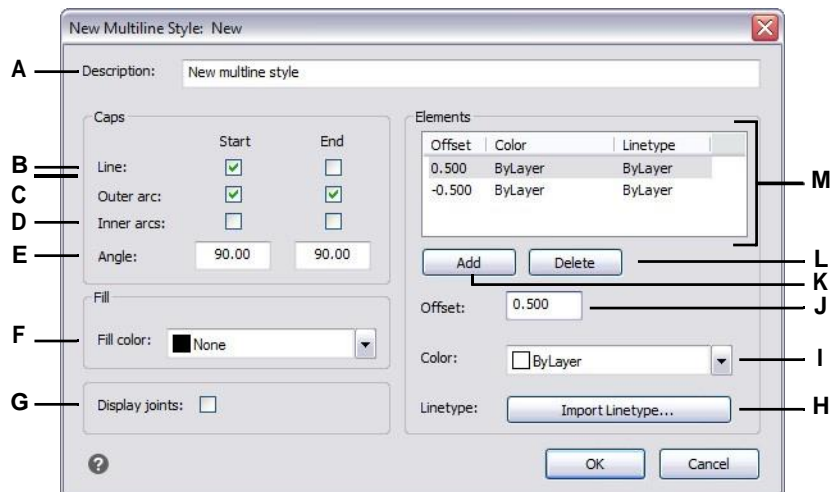 New Multiline Style: New
A Description: New multline style
Caps
Start End
B Line:
C Outer arc:
D Inner arcs:
E Angle: 90.00 90.00
Fill
F Fill color: None
G Display joints:
Elements
Offset Color Linetype
0.500 ByLayer ByLayer
-0.500 ByLayer ByLayer
M
Add Delete L
K
Offset: 0.500 J
Color: ByLayer I
Linetype: Import Linetype... H
? OK Cancel